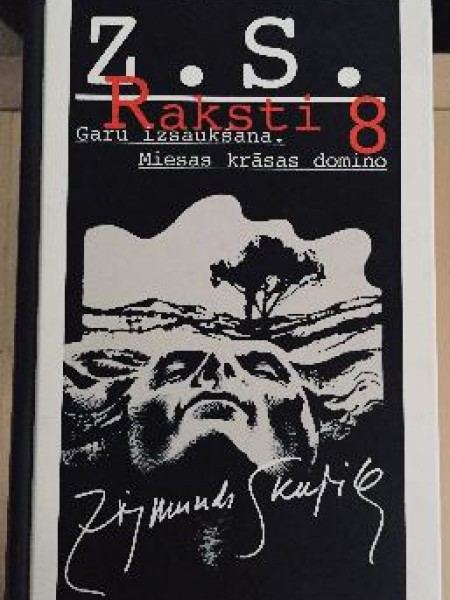 Z.S.
Raksti 8
Garu izsaukšana.
Miesas krāsas domino
Zigmunds Skujiņš